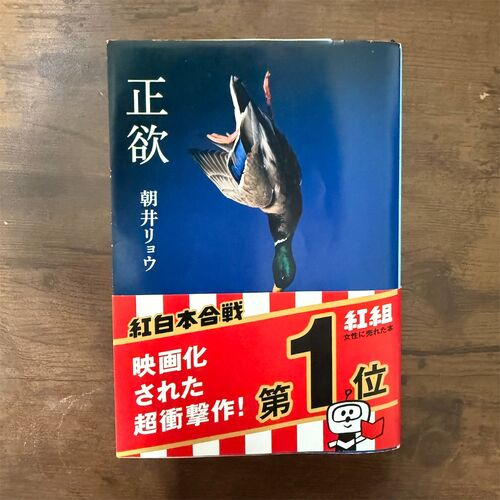 正欲
朝井リョウ
紅白本合戦
紅組
女性に売れた本
映画化
された
超衝撃作!
第1位